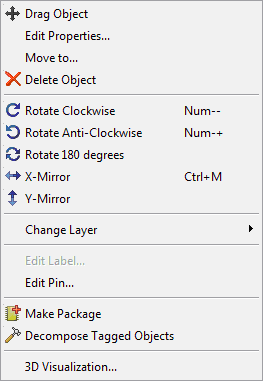 Drag Object
Edit Properties...
Move to...
Delete Object
Rotate Clockwise Num--
Rotate Anti-Clockwise Num-+
Rotate 180 degrees
X-Mirror Ctrl+M
Y-Mirror
Change Layer
Edit Label...
Edit Pin...
Make Package
Decompose Tagged Objects
3D Visualization...